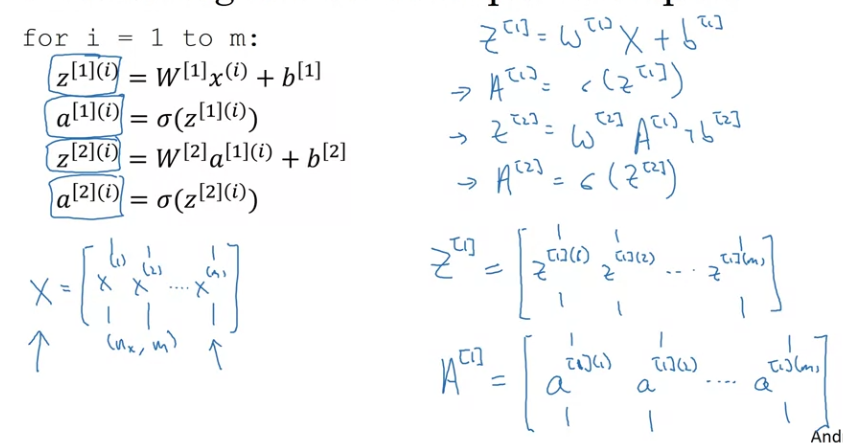 for i = 1 to m:
z^{[1](i)} = W^{[1]}x^{(i)} + b^{[1]}
a^{[1](i)} = σ(z^{[1](i)})
z^{[2](i)} = W^{[2]}a^{[1](i)} + b^{[2]}
a^{[2](i)} = σ(z^{[2](i)})
X = [x^{(1)} x^{(2)} .... x^{(m)}]
(n_x, m)
Z^{[1]} = W^{[1]} X + b^{[1]}
→ A^{[1]} = σ(Z^{[1]})
→ Z^{[2]} = W^{[2]} A^{[1]} + b^{[2]}
→ A^{[2]} = σ(Z^{[2]})
Z^{[1]} = [z^{[1](1)} z^{[1](2)} .... z^{[1](m)}]
A^{[1]} = [a^{[1](1)} a^{[1](2)} .... a^{[1](m)}]
And